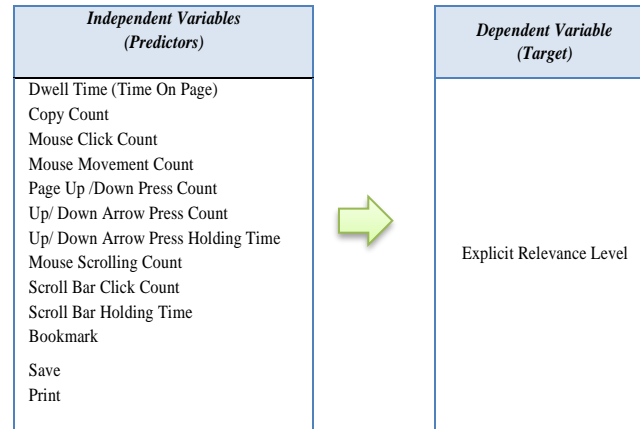 Independent Variables
(Predictors)
Dwell Time (Time On Page)
Copy Count
Mouse Click Count
Mouse Movement Count
Page Up /Down Press Count
Up/ Down Arrow Press Count
Up/ Down Arrow Press Holding Time
Mouse Scrolling Count
Scroll Bar Click Count
Scroll Bar Holding Time
Bookmark
Save
Print
Dependent Variable
(Target)
Explicit Relevance Level